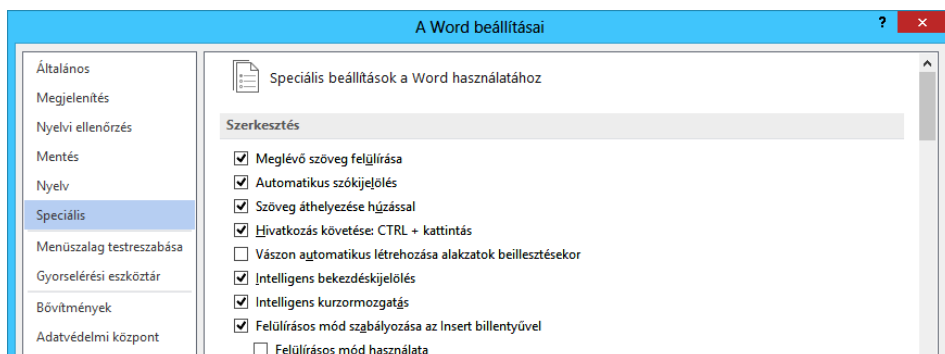 A Word beállításai
?
Általános
Megjelenítés
Nyelvi ellenőrzés
Mentés
Nyelv
Speciális
Menüszalag testreszabása
Gyorselérési eszköztár
Bővítmények
Adatvédelmi központ
Speciális beállítások a Word használatához
Szerkesztés
Meglévő szöveg felülírása
Automatikus szókijelölés
Szöveg áthelyezése húzással
Hivatkozás követése: CTRL + kattintás
Vászon automatikus létrehozása alakzatok beillesztésekor
Intelligens bekezdéskijelölés
Intelligens kurzormozgatás
Felülírásos mód szabályozása az Insert billentyűvel
Felülírásos mód használata